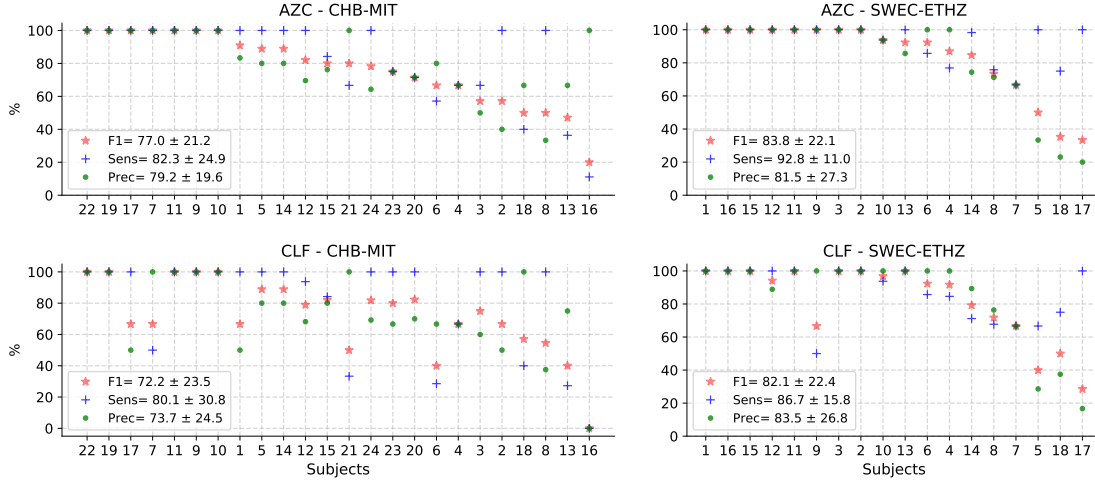 AZC - CHB-MIT
%
100
80
60
40
20
0
F1= 77.0 ± 21.2
Sens= 82.3 ± 24.9
Prec= 79.2 ± 19.6
22 19 17 7 11 9 10 1 5 14 12 15 21 24 23 20 6 4 3 2 18 8 13 16
AZC - SWEC-ETHZ
100
80
60
40
20
0
F1= 83.8 ± 22.1
Sens= 92.8 ± 11.0
Prec= 81.5 ± 27.3
1 16 15 12 11 9 3 2 10 13 6 4 14 8 7 5 18 17
CLF - CHB-MIT
%
100
80
60
40
20
0
F1= 72.2 ± 23.5
Sens= 80.1 ± 30.8
Prec= 73.7 ± 24.5
22 19 17 7 11 9 10 1 5 14 12 15 21 24 23 20 6 4 3 2 18 8 13 16
Subjects
CLF - SWEC-ETHZ
100
80
60
40
20
0
F1= 82.1 ± 22.4
Sens= 86.7 ± 15.8
Prec= 83.5 ± 26.8
1 16 15 12 11 9 3 2 10 13 6 4 14 8 7 5 18 17
Subjects